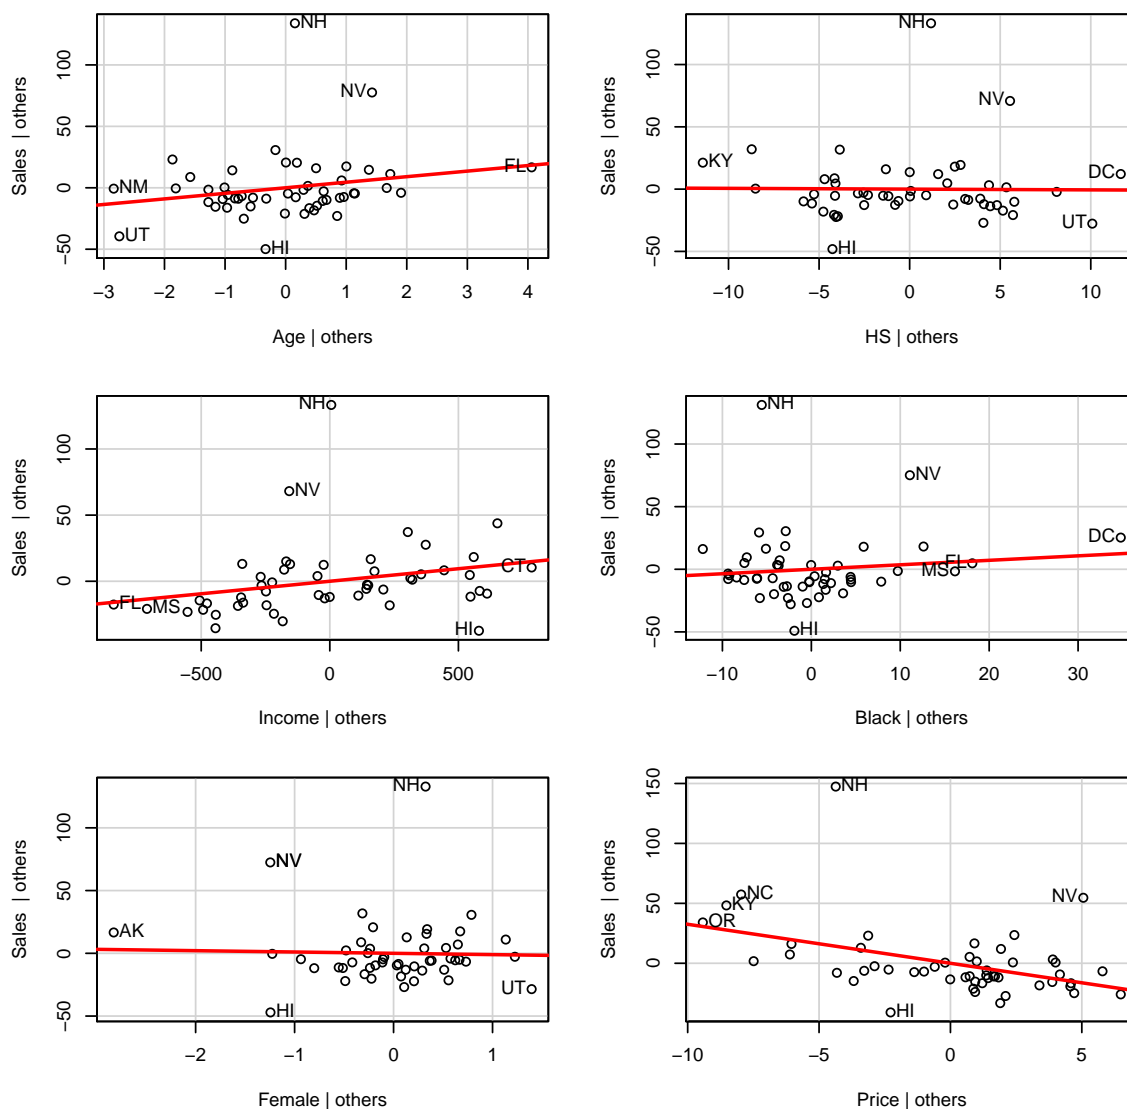 NH
NV
FL
NM
UT
HI
−3 −2 −1 0 1 2 3 4
−50 0 50 100
Age | others
Sales | others
NH
NV
KY
DC
UT
HI
−10 −5 0 5 10
−50 0 50 100
HS | others
Sales | others
NH
NV
CT
FL
MS
HI
−500 0 500
0 50 100
Income | others
Sales | others
NH
NV
DC
FL
MS
HI
−10 0 10 20 30
−50 0 50 100
Black | others
Sales | others
NH
NV
AK
UT
HI
−2 −1 0 1
−50 0 50 100
Female | others
Sales | others
NH
NC
NV
KY
OR
HI
−10 −5 0 5
0 50 100 150
Price | others
Sales | others